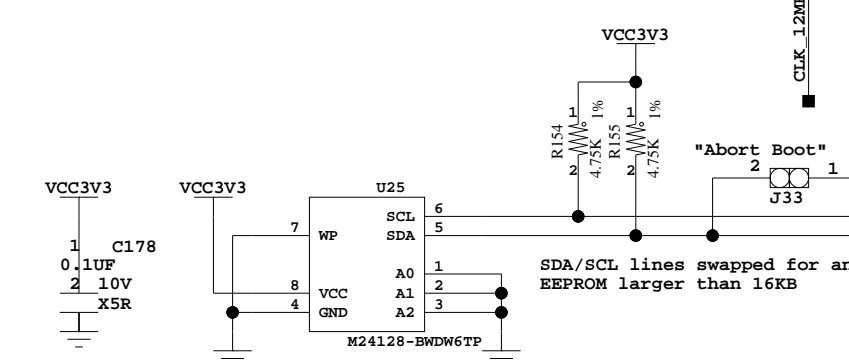 CLK_12M
VCC3V3
1
1%
1
1%
R154
4.75K
R155
4.75K
2
2
"Abort Boot"
2
1
J33
VCC3V3
VCC3V3
U25
SCL
6
7
WP
SDA
5
1
C178
0.1UF
2
10V
X5R
A0
1
8
VCC
A1
2
4
GND
A2
3
M24128-BWDW6TP
SDA/SCL lines swapped for an
EEPROM larger than 16KB